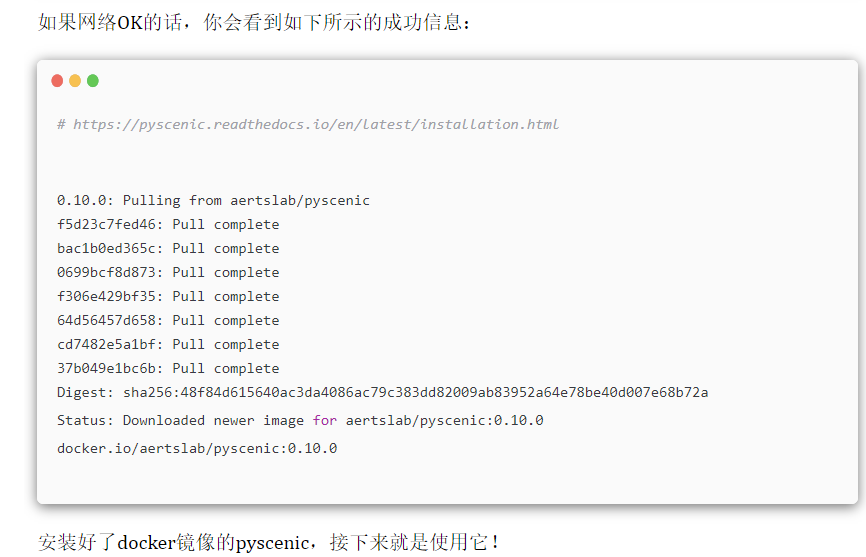 如果网络OK的话，你会看到如下所示的成功信息：
# https://pyscenic.readthedocs.io/en/latest/installation.html
0.10.0: Pulling from aertslab/pyscenic
f5d23c7fed46: Pull complete
bac1b0ed365c: Pull complete
0699bcf8d873: Pull complete
f306e429bf35: Pull complete
64d56457d658: Pull complete
cd7482e5a1bf: Pull complete
37b049e1bc6b: Pull complete
Digest: sha256:48f84d615640ac3da4086ac79c383dd82009ab83952a64e78be40d007e68b72a
Status: Downloaded newer image for aertslab/pyscenic:0.10.0
docker.io/aertslab/pyscenic:0.10.0
安装好了docker镜像的pyscenic，接下来就是使用它！